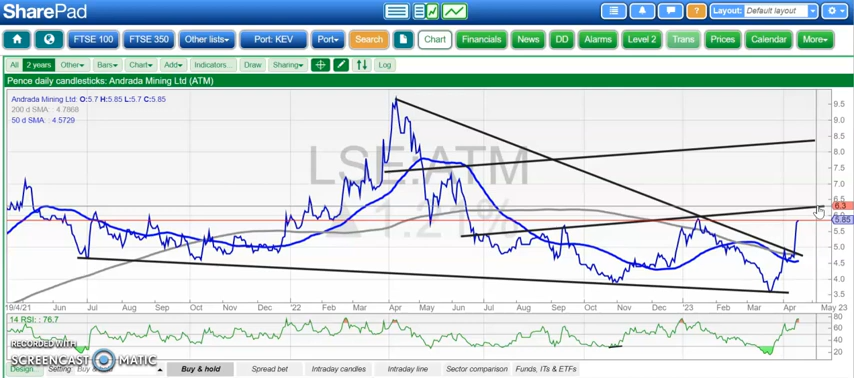 SharePad
Layout: Default layout
FTSE 100 FTSE 350 Other lists Port: KEV Port Search Chart Financials News DD Alarms Level 2 Trans Prices Calendar More
All 2 years Other Bars Chart Add Indicators... Draw Sharing Log
Pence daily candlesticks: Andrada Mining Ltd (ATM)
Andrada Mining Ltd O:5.7 H:5.85 L:5.7 C:5.85
200 d SMA: 4.7868
50 d SMA: 4.5729
LSE:ATM
1.21%
9.5
9.0
8.5
8.0
7.5
7.0
6.5
6.3
5.85
5.5
5.0
4.5
4.0
3.5
19/4/21 Jun Jul Aug Sep Oct Nov Dec '22 Mar Apr May Jun Jul Aug Sep Oct Nov Dec '23 Feb Mar Apr May 23
14 RSI: : 76.7
80
60
40
20
RECORDED WITH
SCREENCAST MATIC
Design... Setting: Buy & hold Spread bet Intraday candles Intraday line Sector comparison Funds, ITs & ETFs